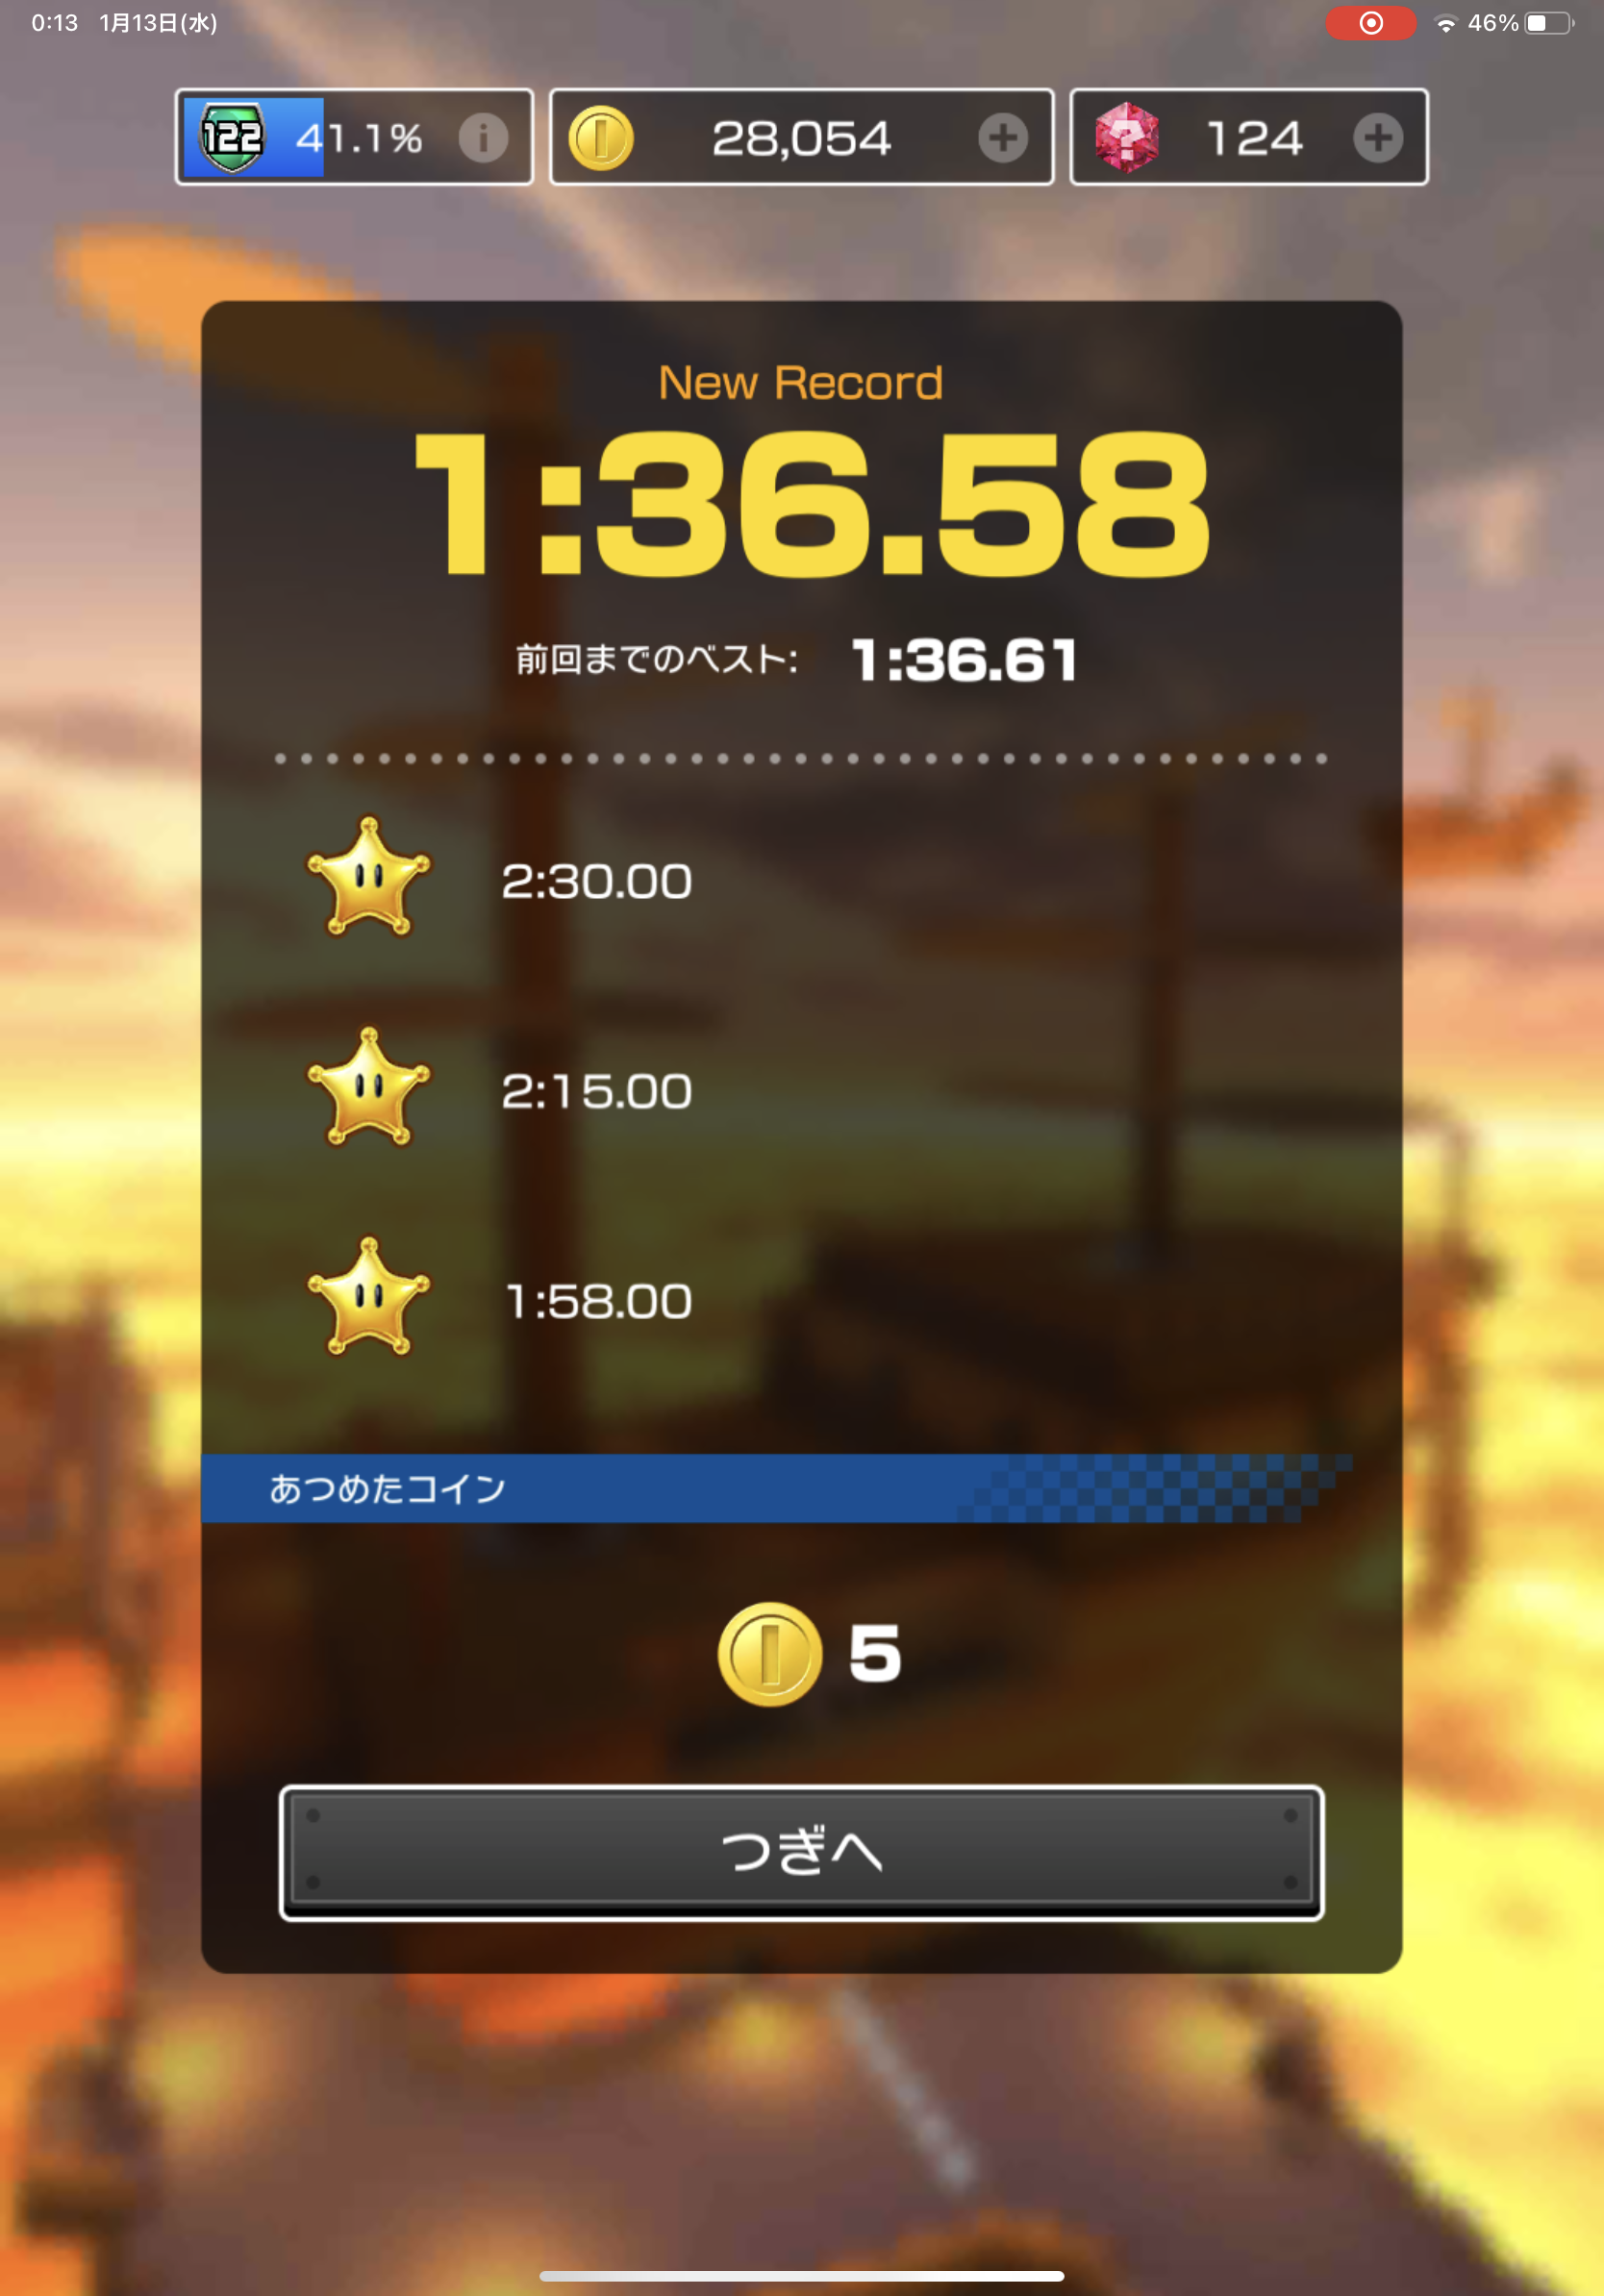 0:13 1月13日(水) 46%
122 41.1% i 28,054 + ? 124 +
New Record
1:36.58
前回までのベスト: 1:36.61
2:30.00
2:15.00
1:58.00
あつめたコイン
5
つぎへ